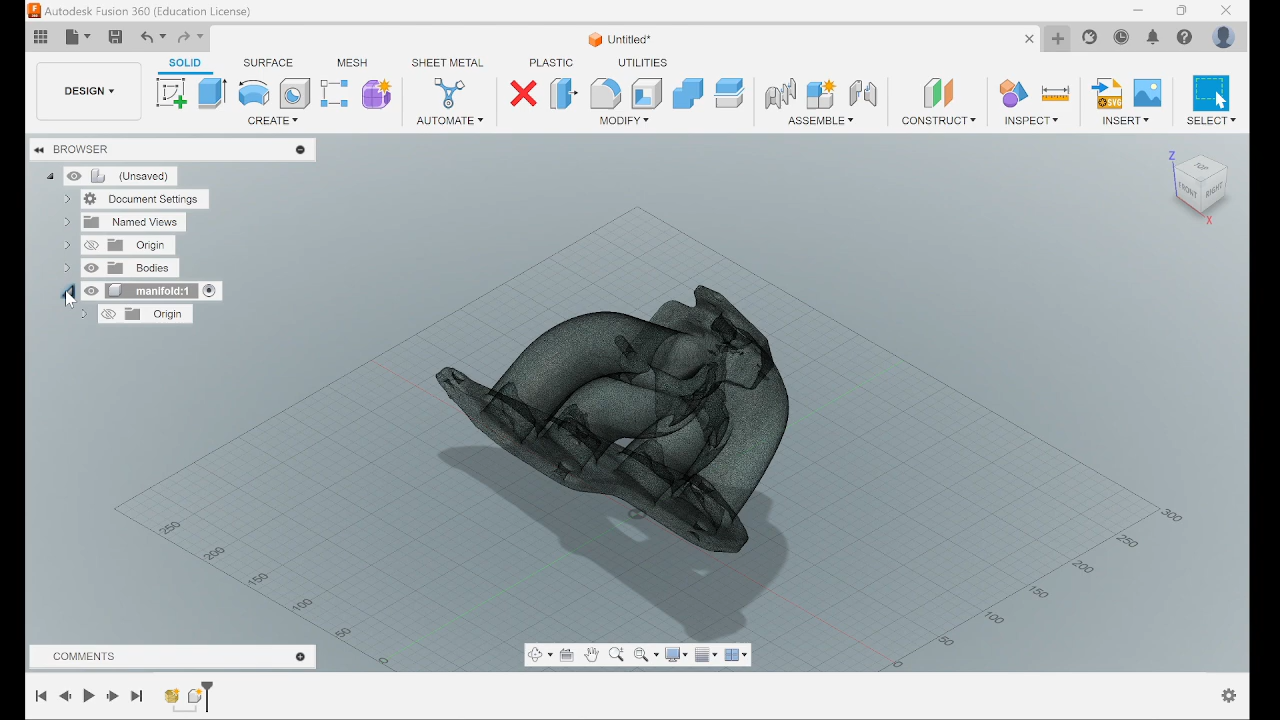 Autodesk Fusion 360 (Education License)
Untitled*
SOLID SURFACE MESH SHEET METAL PLASTIC UTILITIES
DESIGN
CREATE AUTOMATE MODIFY ASSEMBLE CONSTRUCT INSPECT INSERT SELECT
SVG
BROWSER
(Unsaved)
Document Settings
Named Views
Origin
Bodies
manifold:1
Origin
Z
TOP
FRONT RIGHT
X
250
200
150
100
50
0
300
250
200
150
100
50
0
COMMENTS